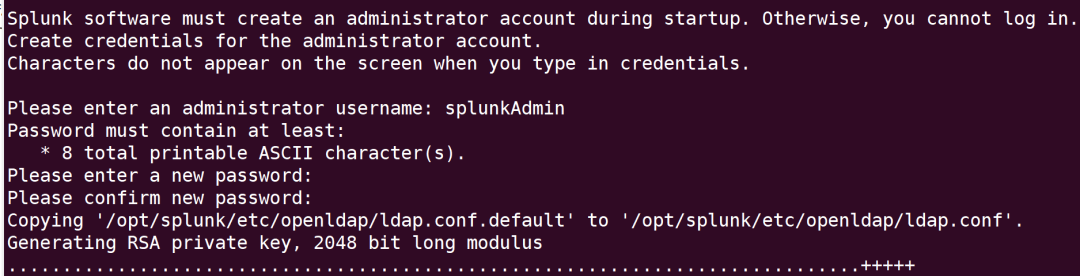 Splunk software must create an administrator account during startup. Otherwise, you cannot log in.
Create credentials for the administrator account.
Characters do not appear on the screen when you type in credentials.
Please enter an administrator username: splunkAdmin
Password must contain at least:
* 8 total printable ASCII character(s).
Please enter a new password:
Please confirm new password:
Copying '/opt/splunk/etc/openldap/ldap.conf.default' to '/opt/splunk/etc/openldap/ldap.conf'.
Generating RSA private key, 2048 bit long modulus
..............................................................................+++++